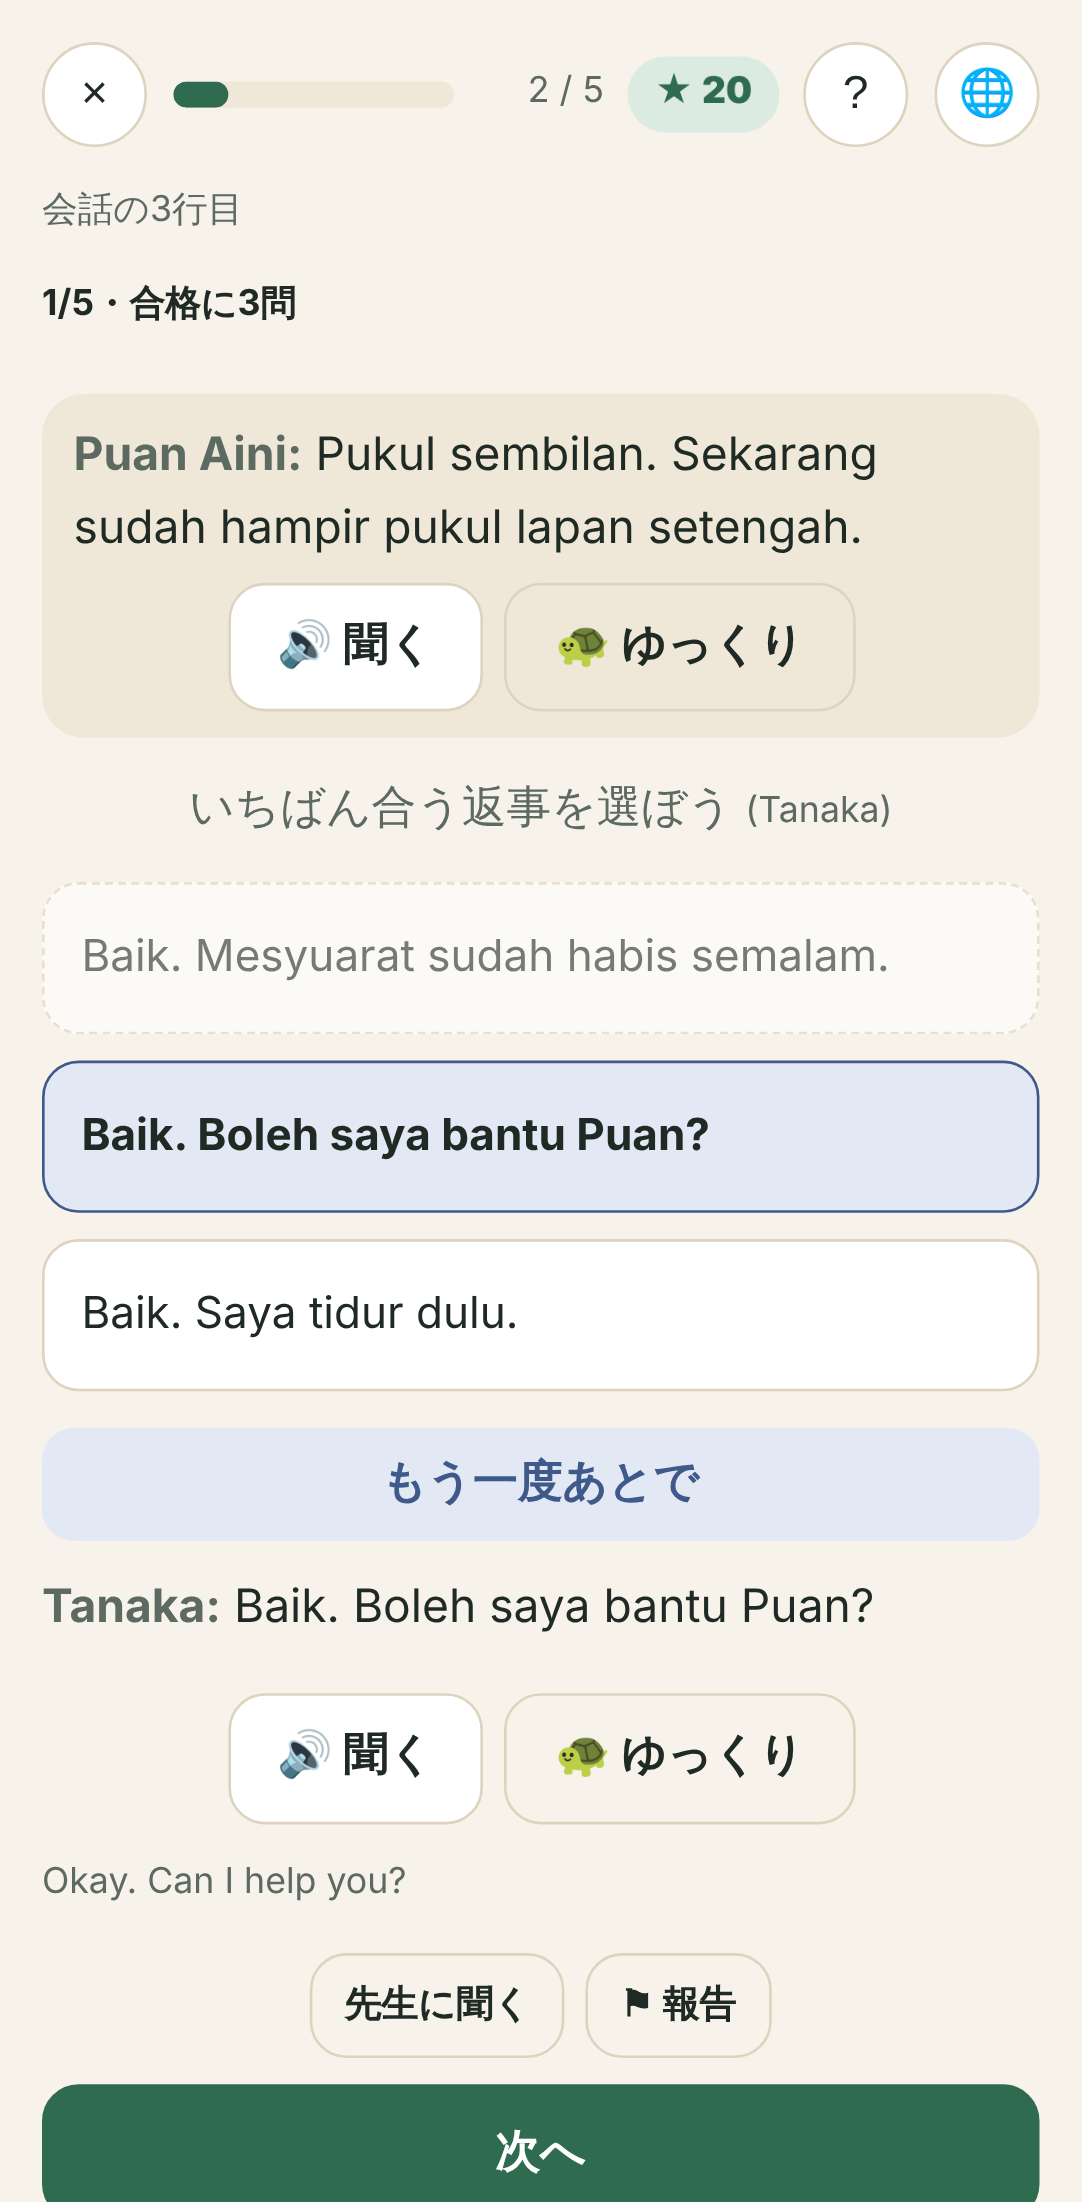 ×
2 / 5
★ 20
?
会話の3行目
1/5・合格に3問
Puan Aini: Pukul sembilan. Sekarang
sudah hampir pukul lapan setengah.
聞く
ゆっくり
いちばん合う返事を選ぼう (Tanaka)
Baik. Mesyuarat sudah habis semalam.
Baik. Boleh saya bantu Puan?
Baik. Saya tidur dulu.
もう一度あとで
Tanaka: Baik. Boleh saya bantu Puan?
聞く
ゆっくり
Okay. Can I help you?
先生に聞く
報告
次へ